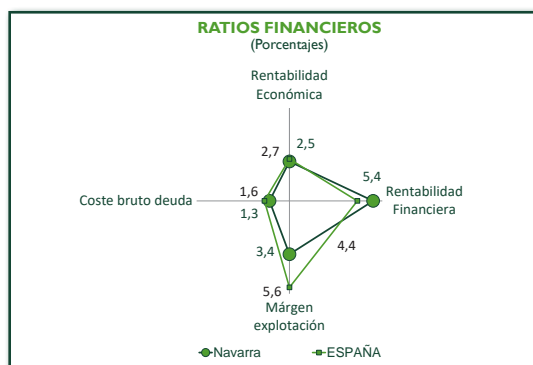 RATIOS FINANCIEROS
(Porcentajes)
Rentabilidad
Económica
2,7
2,5
5,4
Rentabilidad
Financiera
Coste bruto deuda
1,6
1,3
3,4
4,4
5,6
Márgen
explotación
Navarra
ESPAÑA